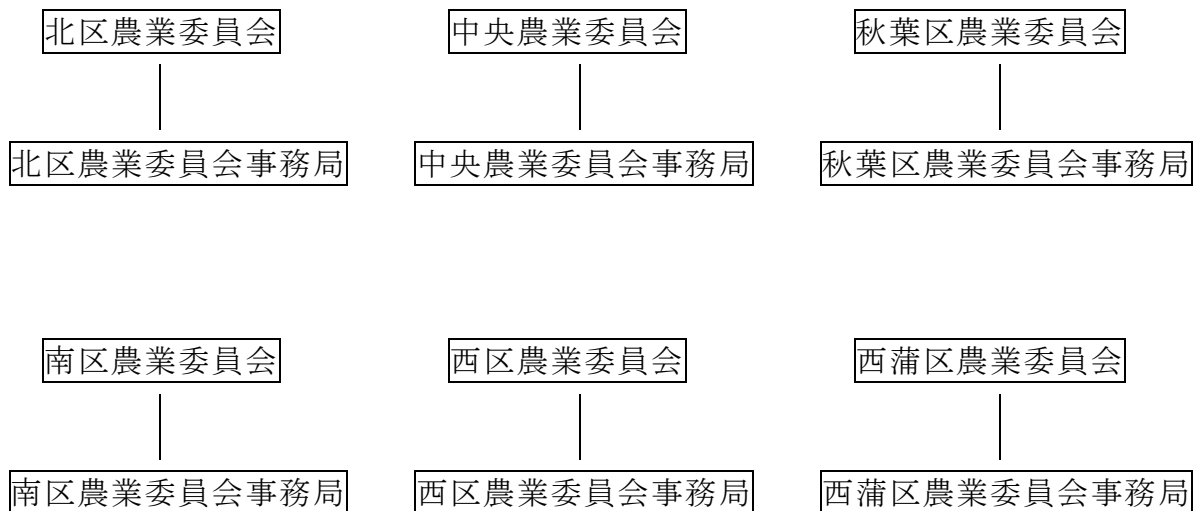 北区農業委員会
中央農業委員会
秋葉区農業委員会
北区農業委員会事務局
中央農業委員会事務局
秋葉区農業委員会事務局
南区農業委員会
西区農業委員会
西蒲区農業委員会
南区農業委員会事務局
西区農業委員会事務局
西蒲区農業委員会事務局